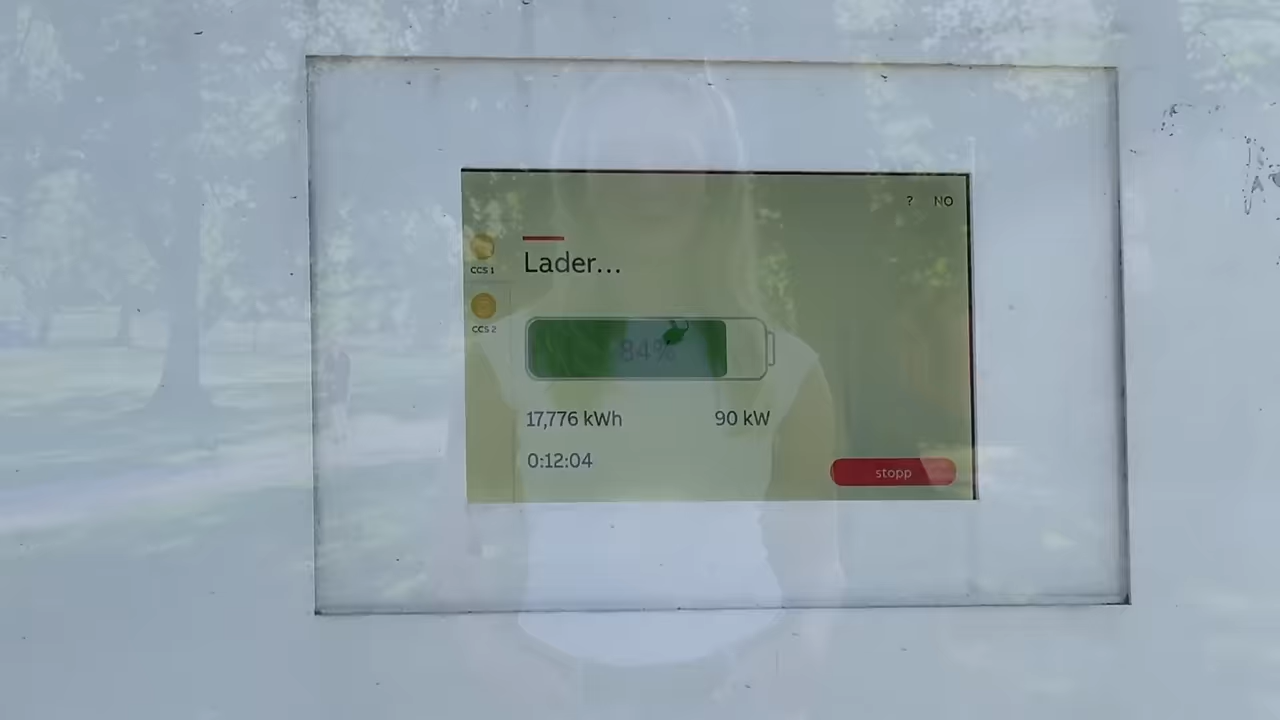 ? NO
CCS 1
Lader...
CCS 2
84%
17,776 kWh 90 kW
0:12:04
stopp